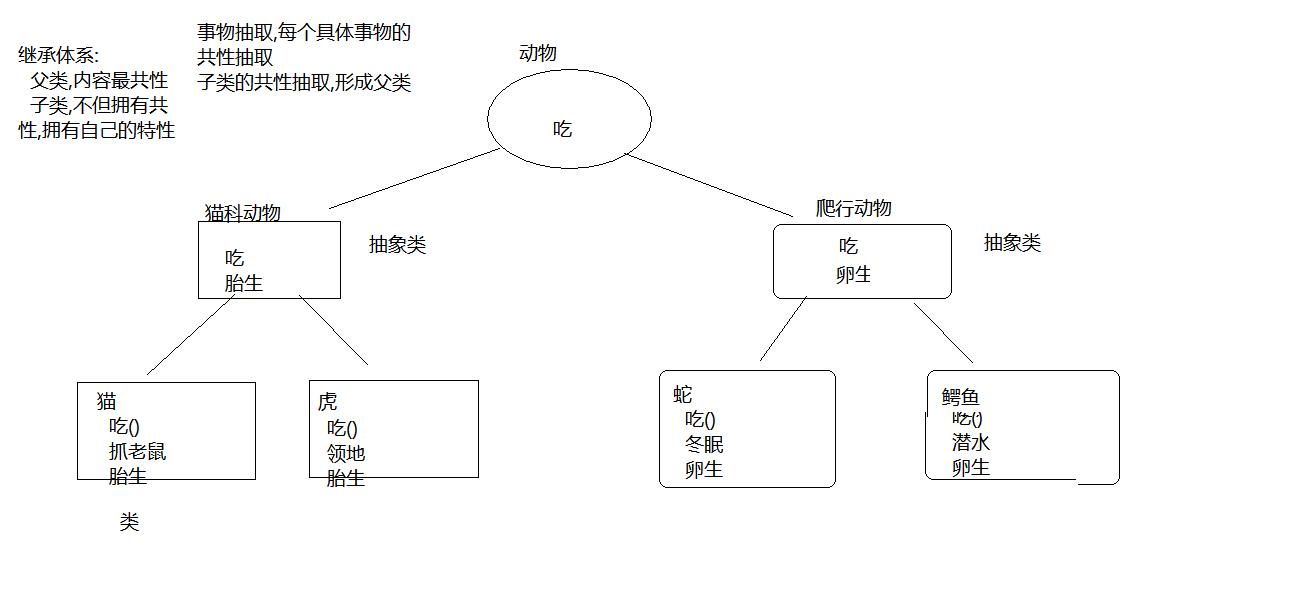 继承体系:
父类,内容最共性
子类,不但拥有共
性,拥有自己的特性
事物抽取,每个具体事物的
共性抽取
子类的共性抽取,形成父类
动物
吃
猫科动物
吃
胎生
抽象类
爬行动物
吃
卵生
抽象类
猫
吃()
抓老鼠
胎生
虎
吃()
领地
胎生
蛇
吃()
冬眠
卵生
鳄鱼
吃()
潜水
卵生
类